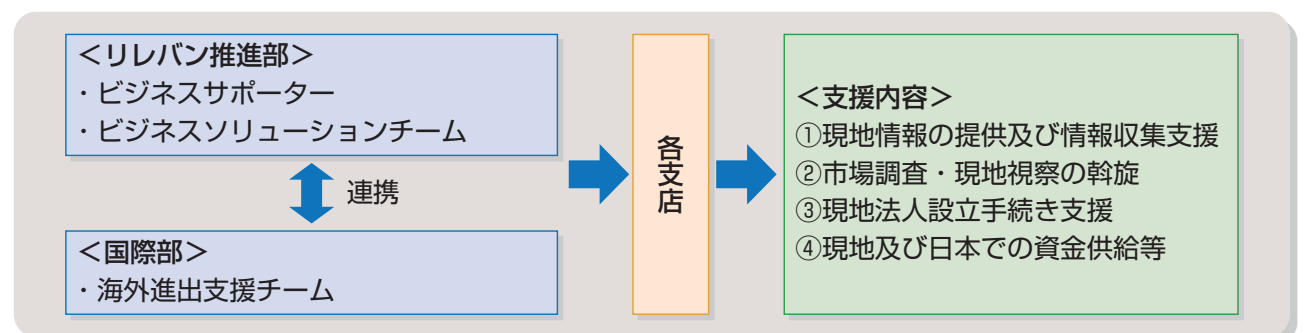 ＜リレバン推進部＞
・ビジネスサポーター
・ビジネスソリューションチーム
連携
＜国際部＞
・海外進出支援チーム
各支店
＜支援内容＞
①現地情報の提供及び情報収集支援
②市場調査・現地視察の斡旋
③現地法人設立手続き支援
④現地及び日本での資金供給等